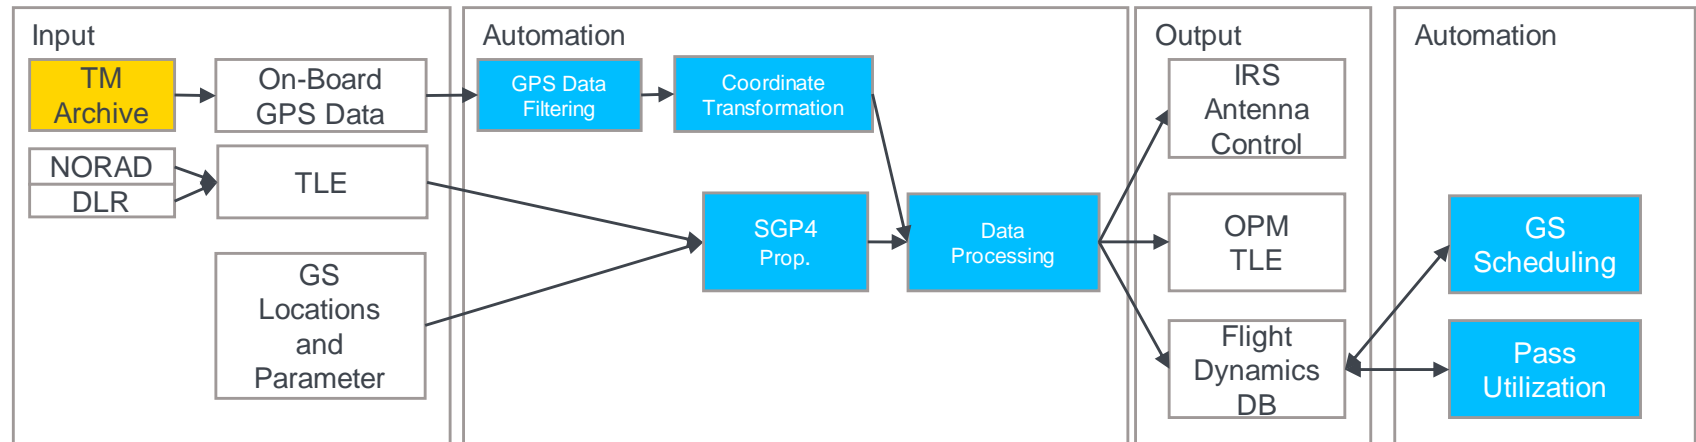 Input
TM
Archive
On-Board
GPS Data
NORAD
DLR
TLE
GS
Locations
and
Parameter
Automation
GPS Data
Filtering
Coordinate
Transformation
SGP4
Prop.
Data
Processing
Output
IRS
Antenna
Control
OPM
TLE
Flight
Dynamics
DB
Automation
GS
Scheduling
Pass
Utilization